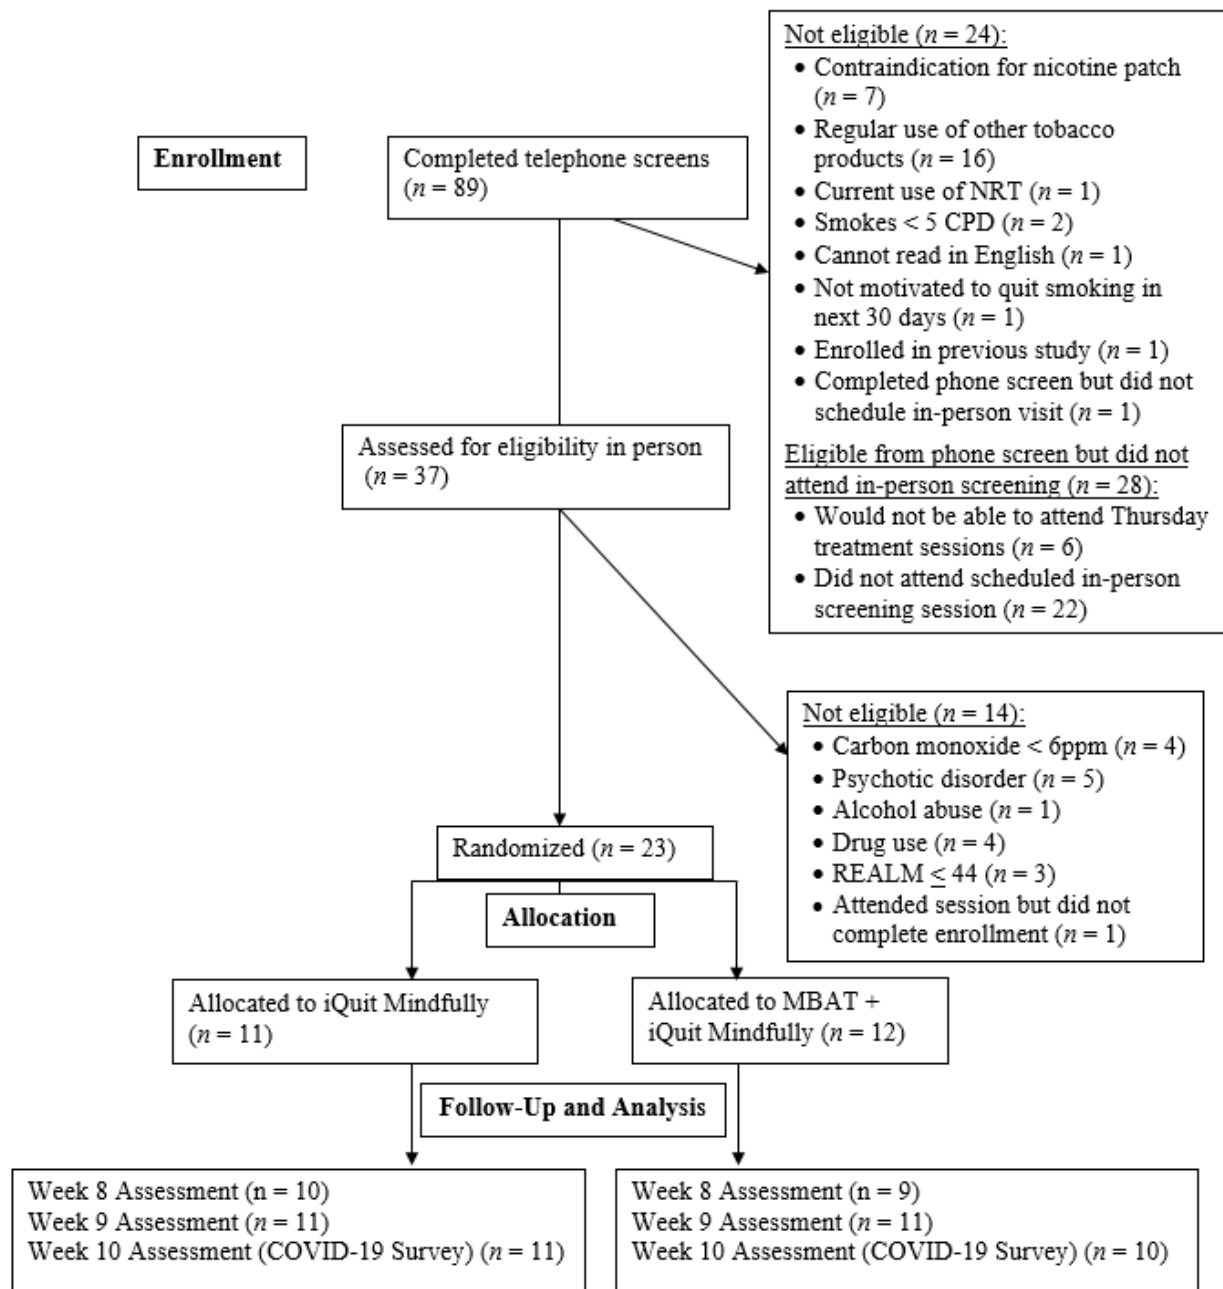 Enrollment
Completed telephone screens
(n = 89)
Not eligible (n = 24):
• Contraindication for nicotine patch
(n = 7)
• Regular use of other tobacco
products (n = 16)
• Current use of NRT (n = 1)
• Smokes < 5 CPD (n = 2)
• Cannot read in English (n = 1)
• Not motivated to quit smoking in
next 30 days (n = 1)
• Enrolled in previous study (n = 1)
• Completed phone screen but did not
schedule in-person visit (n = 1)
Eligible from phone screen but did not
attend in-person screening (n = 28):
• Would not be able to attend Thursday
treatment sessions (n = 6)
• Did not attend scheduled in-person
screening session (n = 22)
Assessed for eligibility in person
(n = 37)
Not eligible (n = 14):
• Carbon monoxide < 6ppm (n = 4)
• Psychotic disorder (n = 5)
• Alcohol abuse (n = 1)
• Drug use (n = 4)
• REALM ≤ 44 (n = 3)
• Attended session but did not
complete enrollment (n = 1)
Randomized (n = 23)
Allocation
Allocated to iQuit Mindfully
(n = 11)
Allocated to MBAT +
iQuit Mindfully (n = 12)
Follow-Up and Analysis
Week 8 Assessment (n = 10)
Week 9 Assessment (n = 11)
Week 10 Assessment (COVID-19 Survey) (n = 11)
Week 8 Assessment (n = 9)
Week 9 Assessment (n = 11)
Week 10 Assessment (COVID-19 Survey) (n = 10)